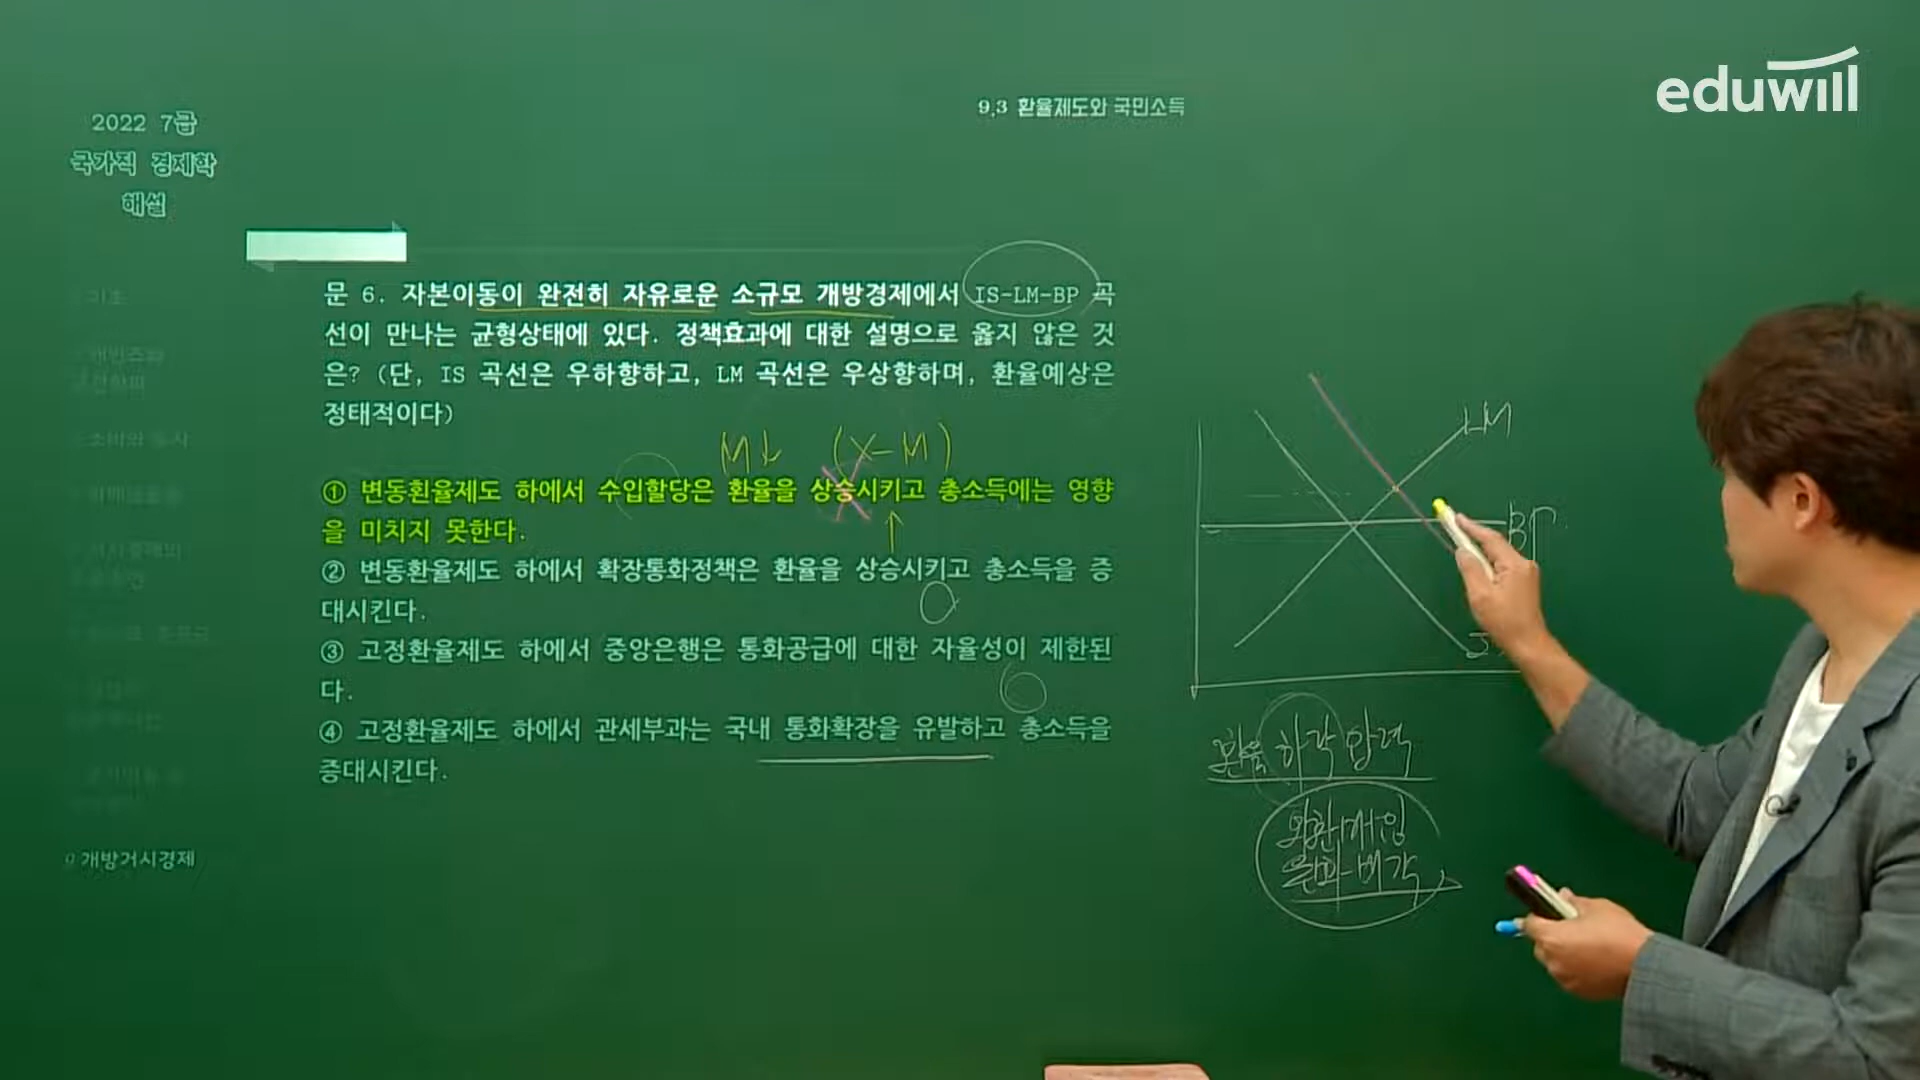 eduwill
9.3 환율제도와 국민소득
2022 7급
국가직 경제학
해설
문 6. 자본이동이 완전히 자유로운 소규모 개방경제에서 IS-LM-BP 곡
선이 만나는 균형상태에 있다. 정책효과에 대한 설명으로 옳지 않은 것
은? (단, IS 곡선은 우하향하고, LM 곡선은 우상향하며, 환율예상은
정태적이다)
M↓ (X-M)
① 변동환율제도 하에서 수입할당은 환율을 상승시키고 총소득에는 영향
을 미치지 못한다.
② 변동환율제도 하에서 확장통화정책은 환율을 상승시키고 총소득을 증
대시킨다.
③ 고정환율제도 하에서 중앙은행은 통화공급에 대한 자율성이 제한된
다.
④ 고정환율제도 하에서 관세부과는 국내 통화확장을 유발하고 총소득을
증대시킨다.
LM
BP
환율 하락 압력
외환매입
원화매각
9 개방거시경제